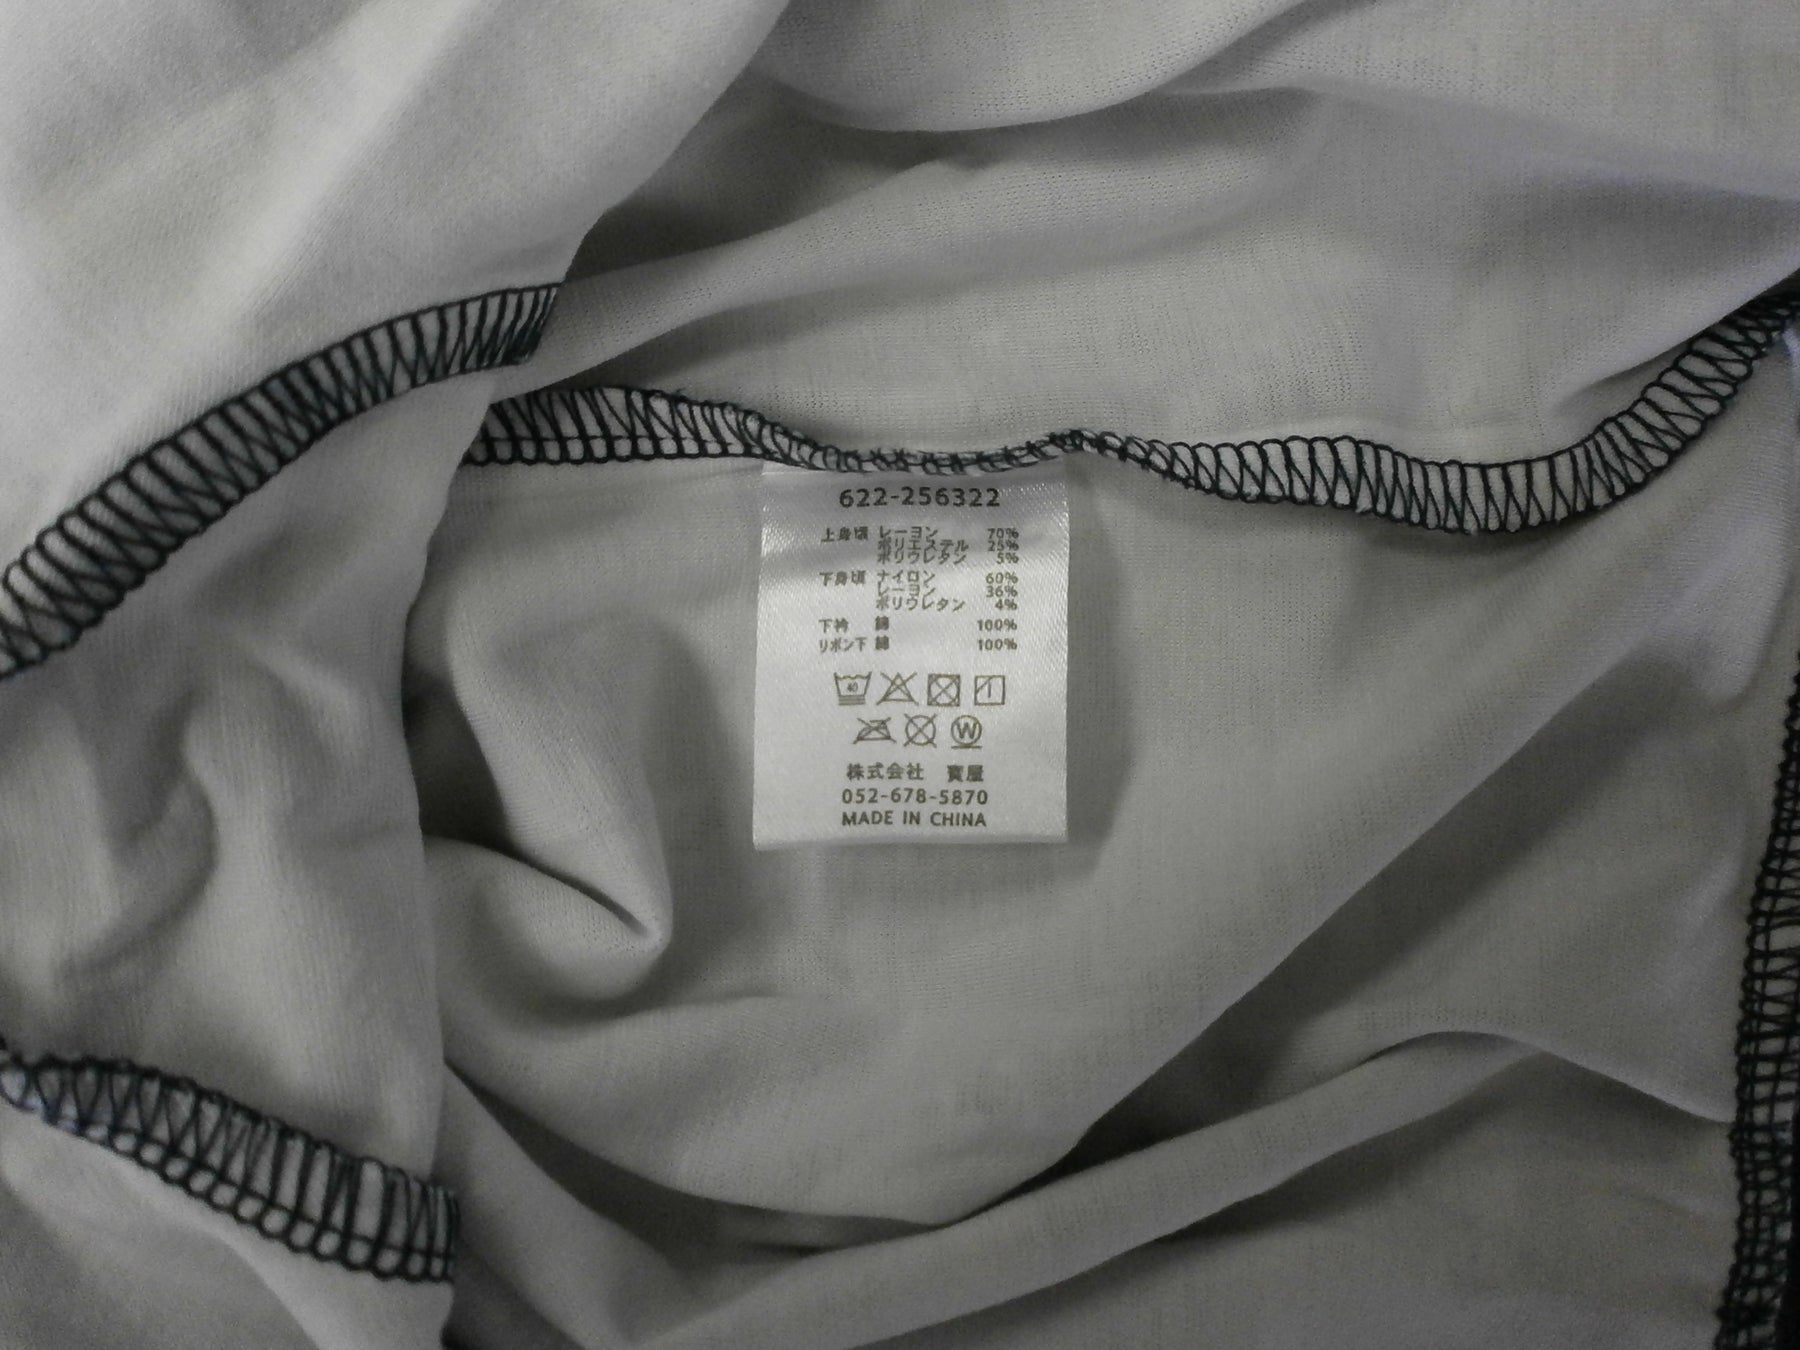 622-256322
上身頃 レーヨン 70%
ポリエステル 25%
ポリウレタン 5%
下身頃 ナイロン 60%
レーヨン 36%
ポリウレタン 4%
下衿 綿 100%
リボン下 綿 100%
40
W
株式会社 寶屋
052-678-5870
MADE IN CHINA